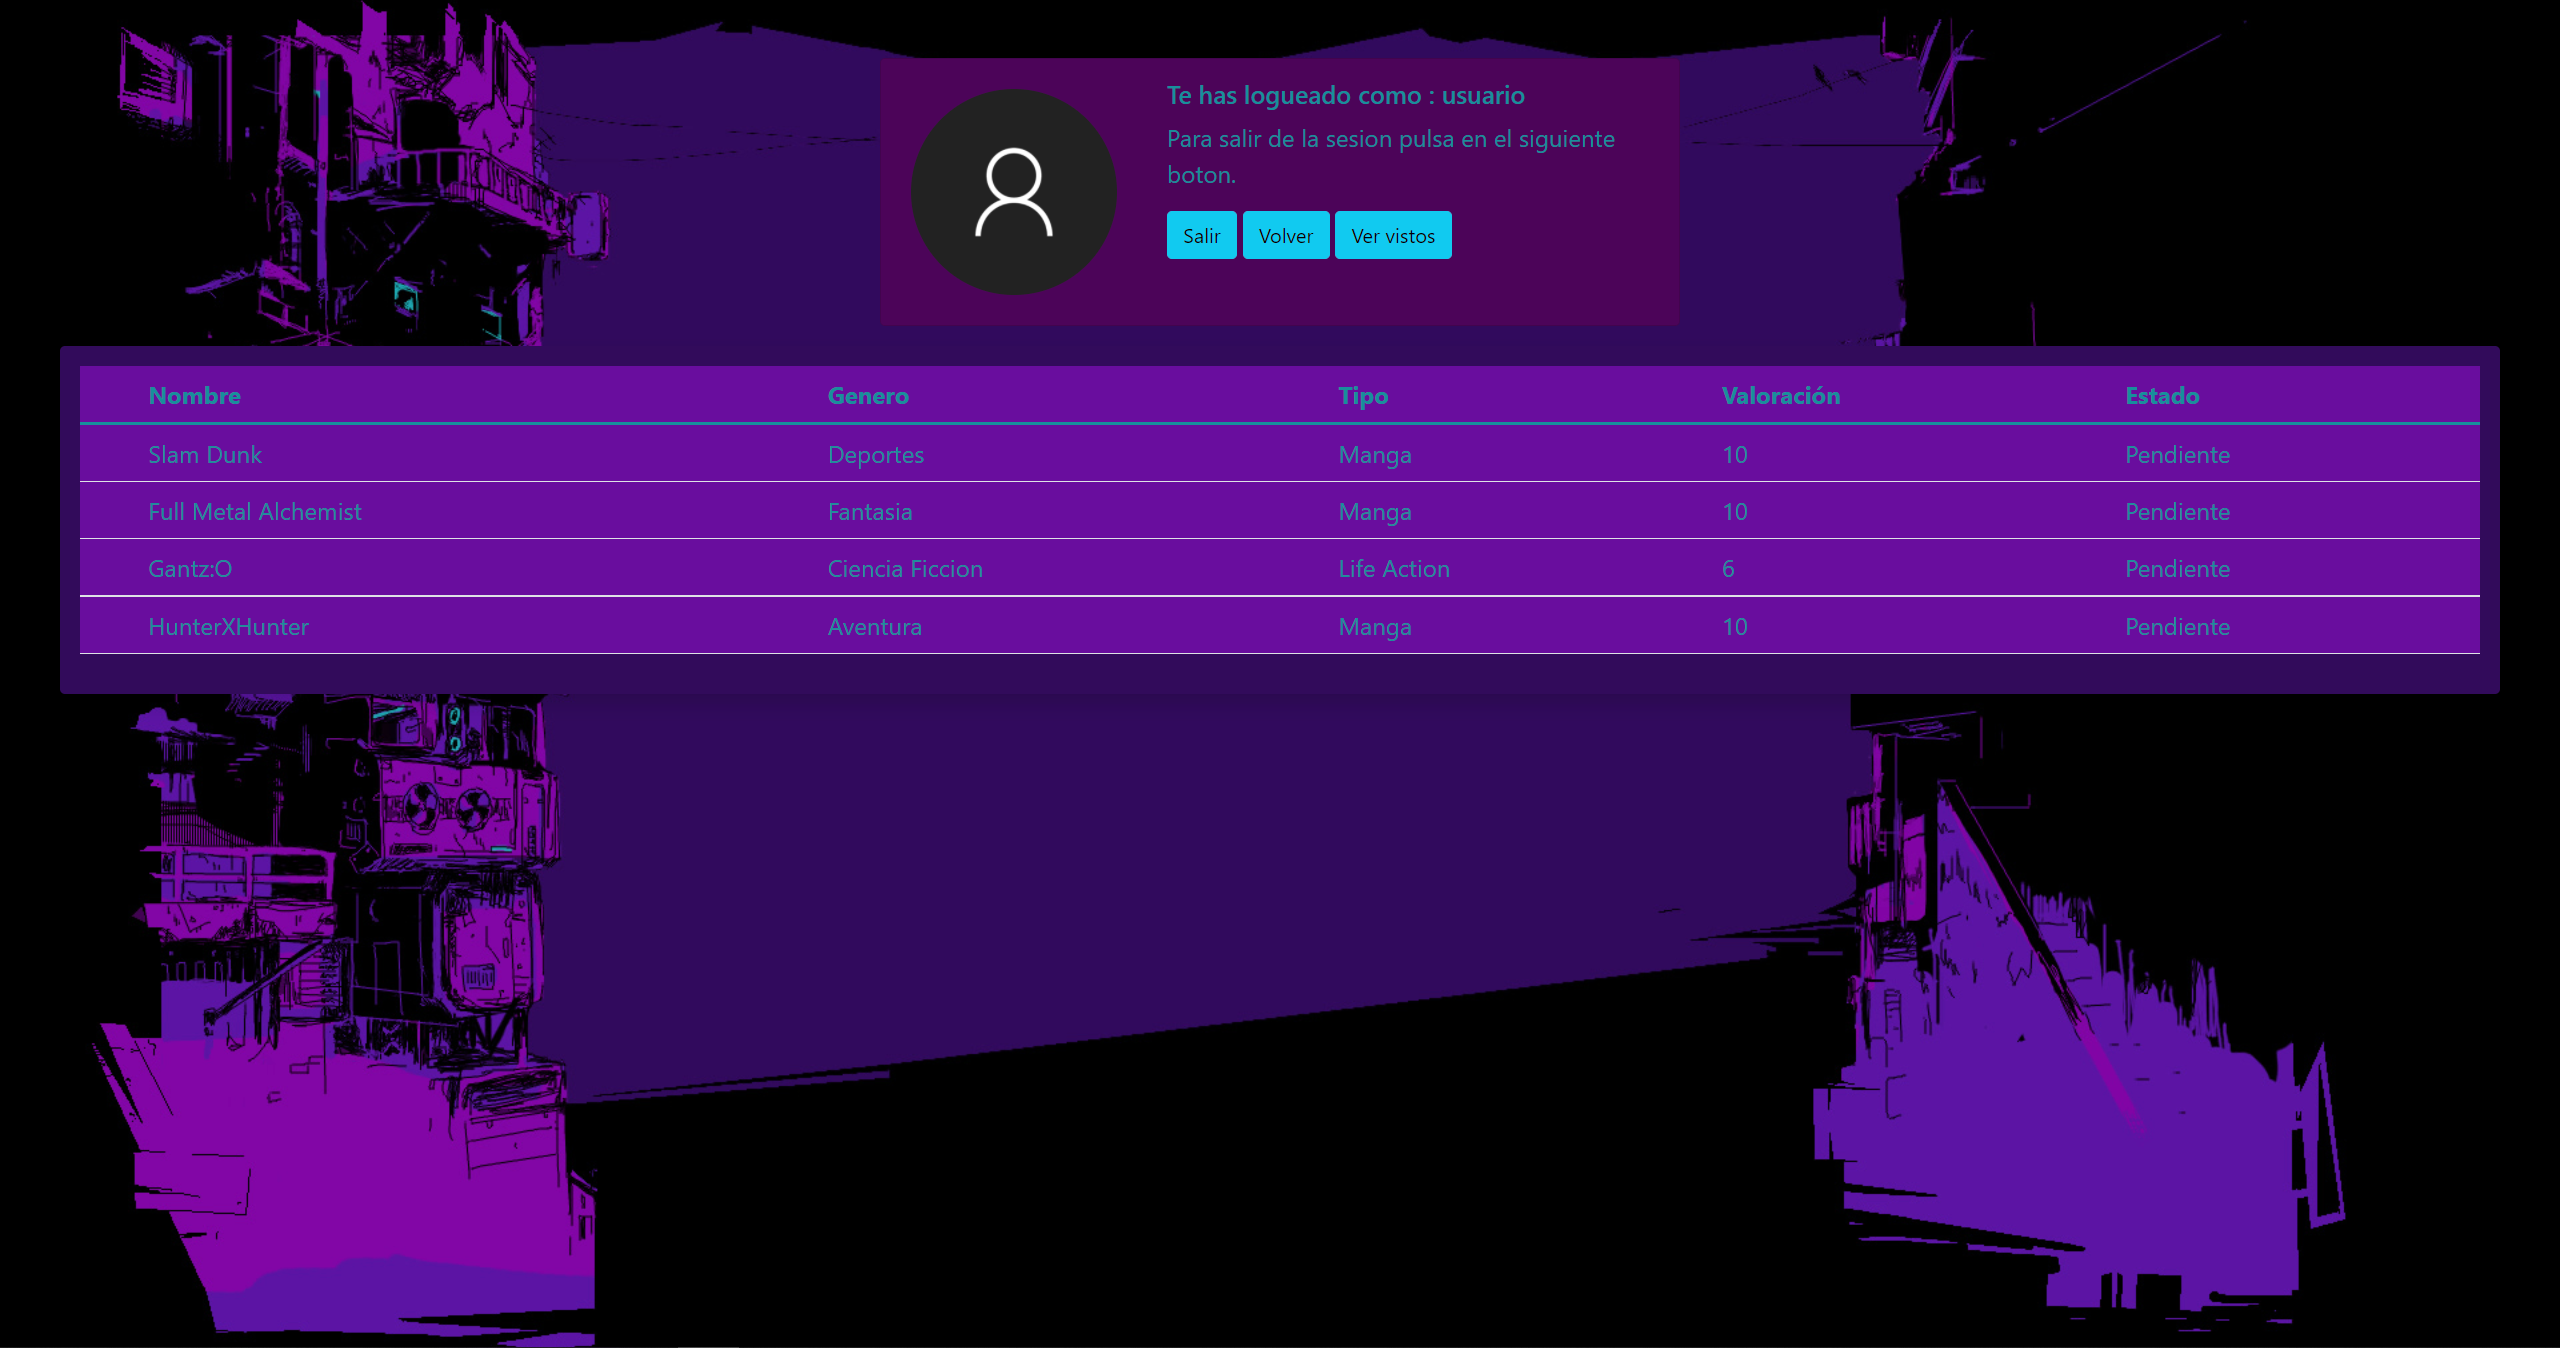 Te has logueado como : usuario
Para salir de la sesion pulsa en el siguiente
boton.
Salir Volver Ver vistos
Nombre Genero Tipo Valoración Estado
Slam Dunk Deportes Manga 10 Pendiente
Full Metal Alchemist Fantasia Manga 10 Pendiente
Gantz:O Ciencia Ficcion Life Action 6 Pendiente
HunterXHunter Aventura Manga 10 Pendiente